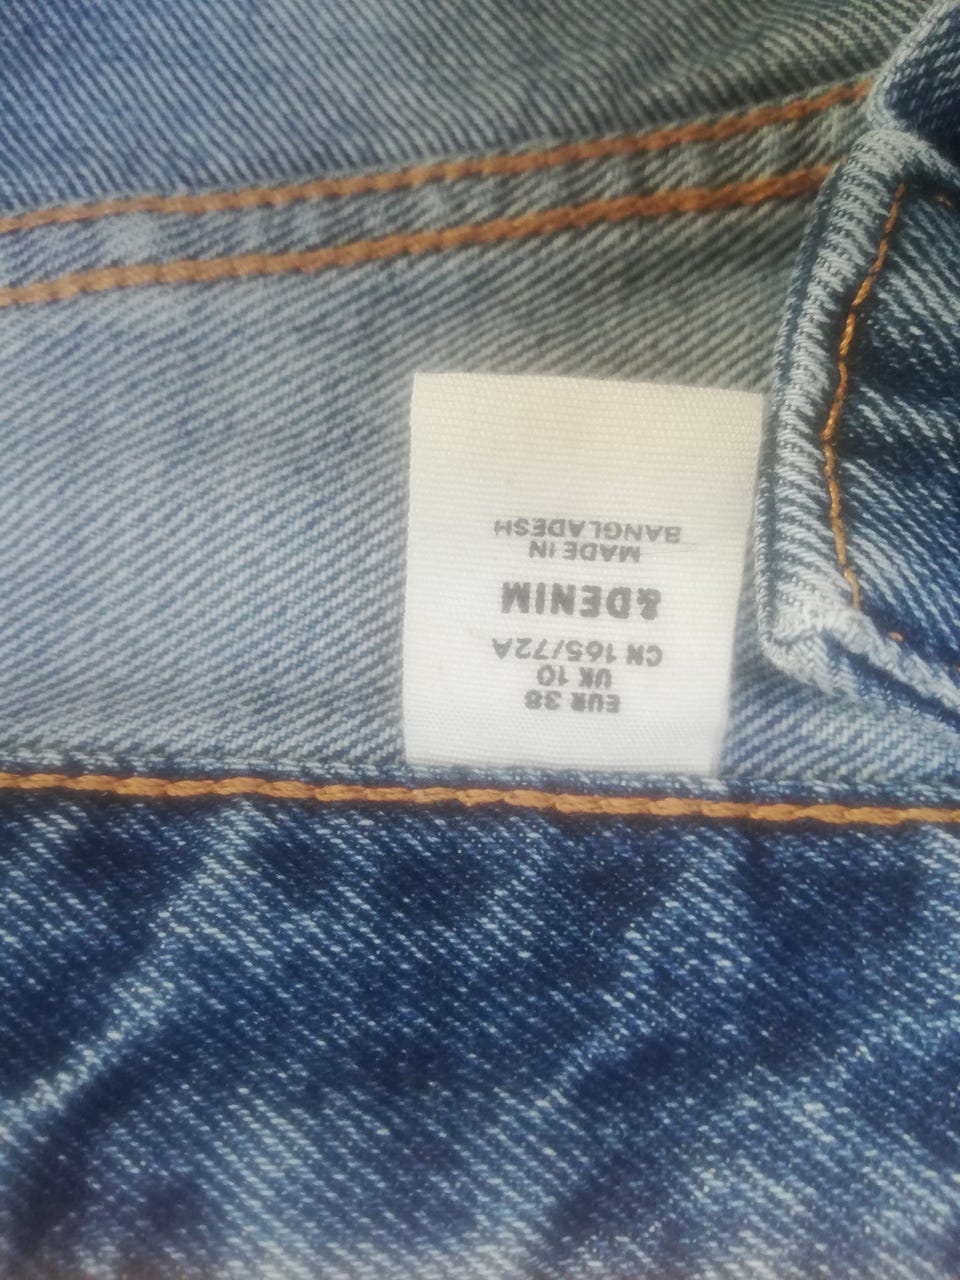 EUR 38
UK 10
CN 165/72A
&DENIM
MADE IN
BANGLADESH